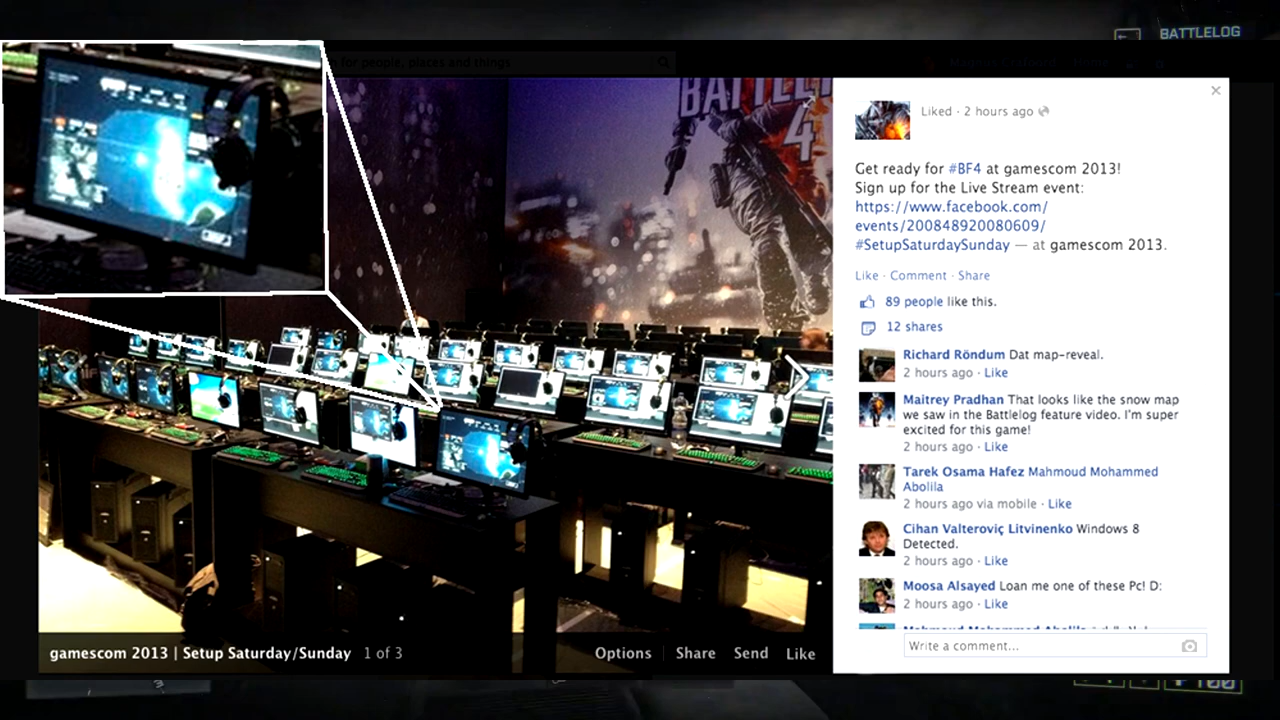 BATTLELOG
for people, places and things
BATTLEF
4
Liked · 2 hours ago
Get ready for #BF4 at gamescom 2013!
Sign up for the Live Stream event:
https://www.facebook.com/
events/200848920080609/
#SetupSaturdaySunday — at gamescom 2013.
Like · Comment · Share
89 people like this.
12 shares
Richard Röndum Dat map-reveal.
2 hours ago · Like
Maitrey Pradhan That looks like the snow map
we saw in the Battlelog feature video. I'm super
excited for this game!
2 hours ago · Like
Tarek Osama Hafez Mahmoud Mohammed
Abolila
2 hours ago via mobile · Like
Cihan Valteroviç Litvinenko Windows 8
Detected.
2 hours ago · Like
Moosa Alsayed Loan me one of these Pc! D:
2 hours ago · Like
Write a comment...
gamescom 2013 | Setup Saturday/Sunday 1 of 3
Options Share Send Like
100